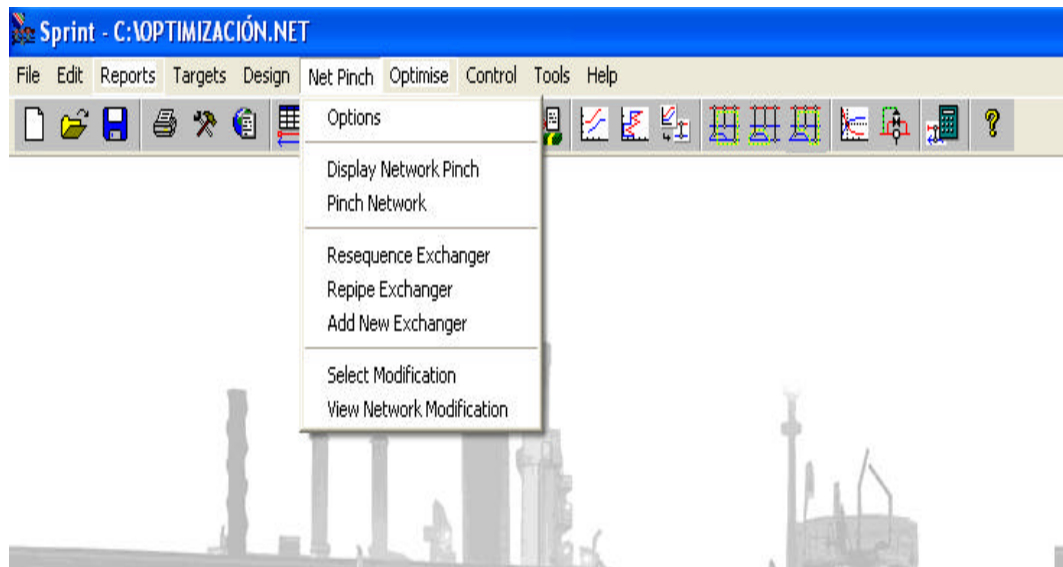 Sprint - C:\OPTIMIZACIÓN.NET
File Edit Reports Targets Design Net Pinch Optimise Control Tools Help
Options
Display Network Pinch
Pinch Network
Resequence Exchanger
Repipe Exchanger
Add New Exchanger
Select Modification
View Network Modification